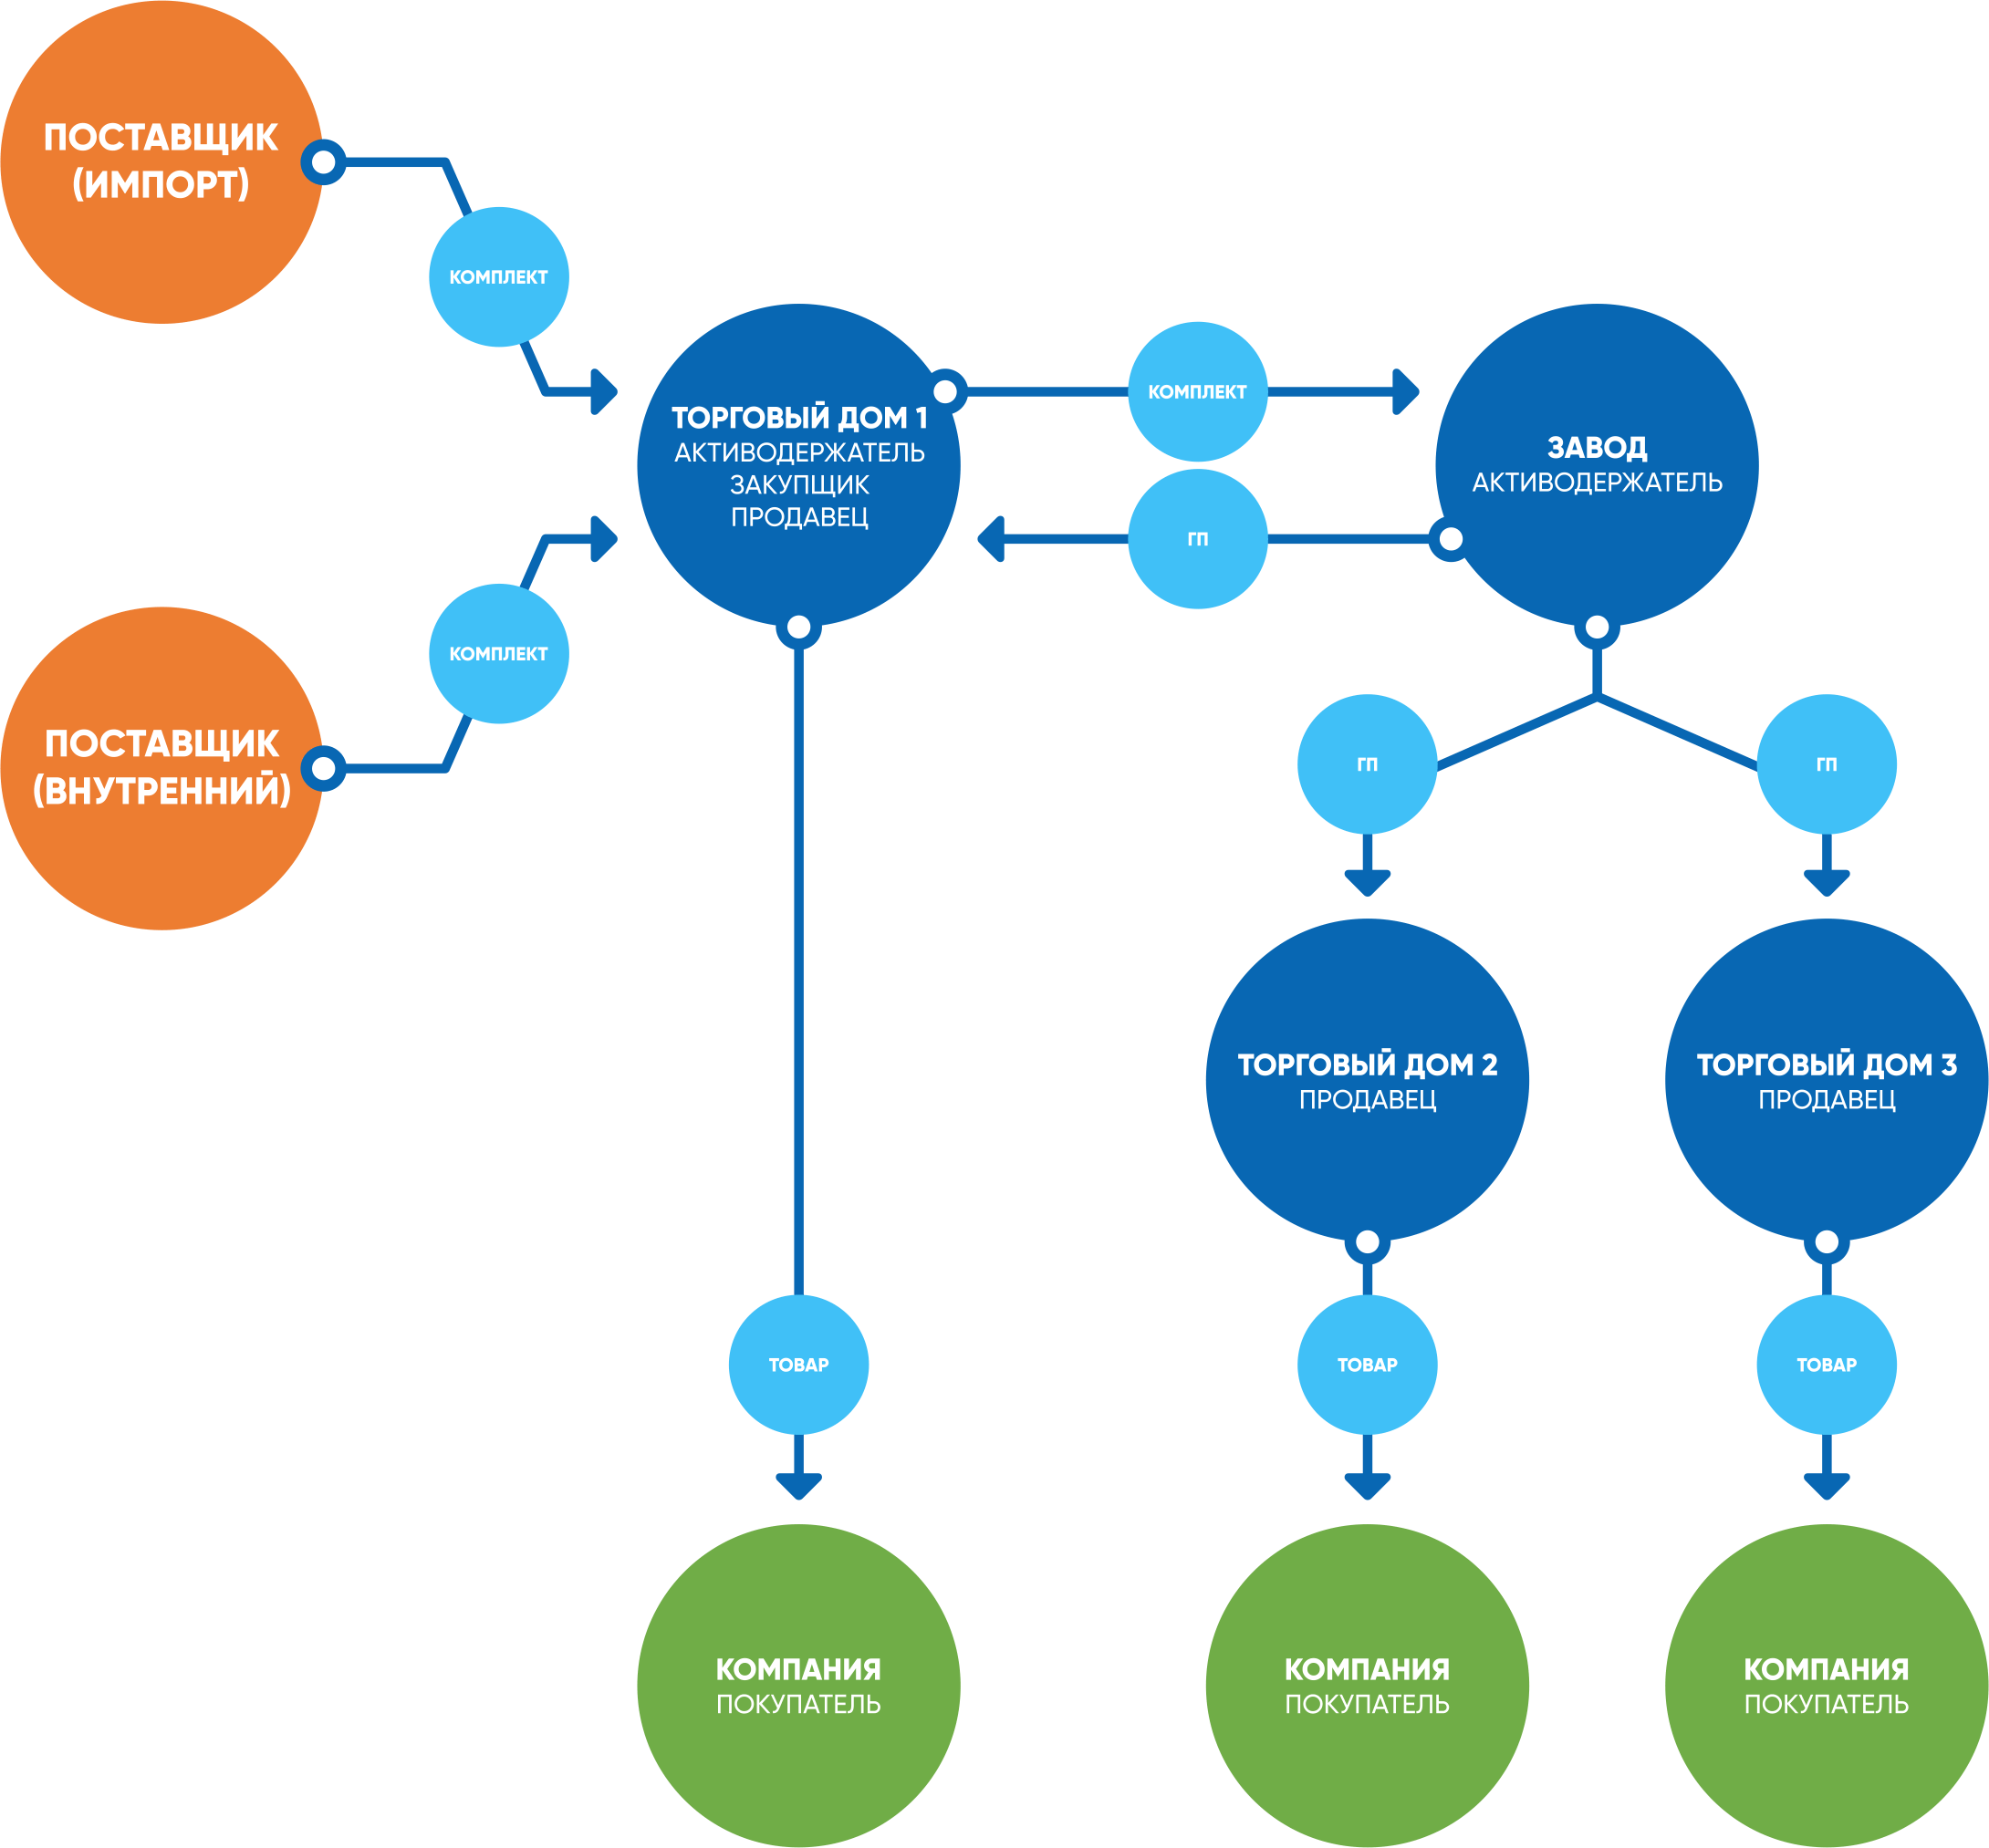 ПОСТАВЩИК
(ИМПОРТ)
КОМПЛЕКТ
ТОРГОВЫЙ ДОМ 1
АКТИВОДЕРЖАТЕЛЬ
ЗАКУПЩИК
ПРОДАВЕЦ
КОМПЛЕКТ
ГП
ЗАВОД
АКТИВОДЕРЖАТЕЛЬ
ПОСТАВЩИК
(ВНУТРЕННИЙ)
КОМПЛЕКТ
ГП
ГП
ТОРГОВЫЙ ДОМ 2
ПРОДАВЕЦ
ТОРГОВЫЙ ДОМ 3
ПРОДАВЕЦ
ТОВАР
ТОВАР
ТОВАР
КОМПАНИЯ
ПОКУПАТЕЛЬ
КОМПАНИЯ
ПОКУПАТЕЛЬ
КОМПАНИЯ
ПОКУПАТЕЛЬ